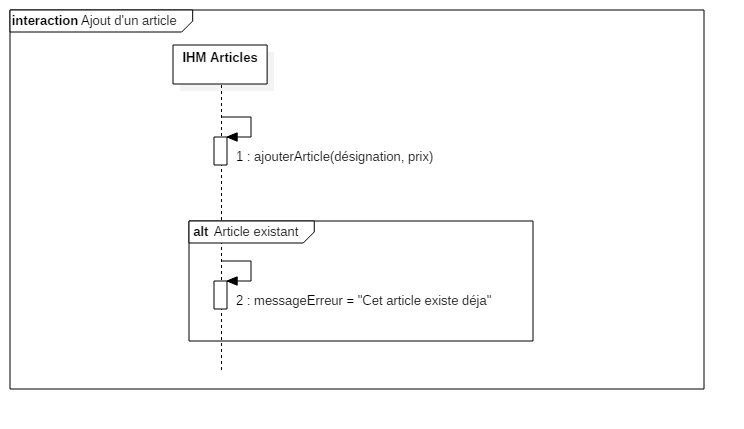 interaction Ajout d'un article
IHM Articles
1 : ajouterArticle(désignation, prix)
alt Article existant
2 : messageErreur = "Cet article existe déja"